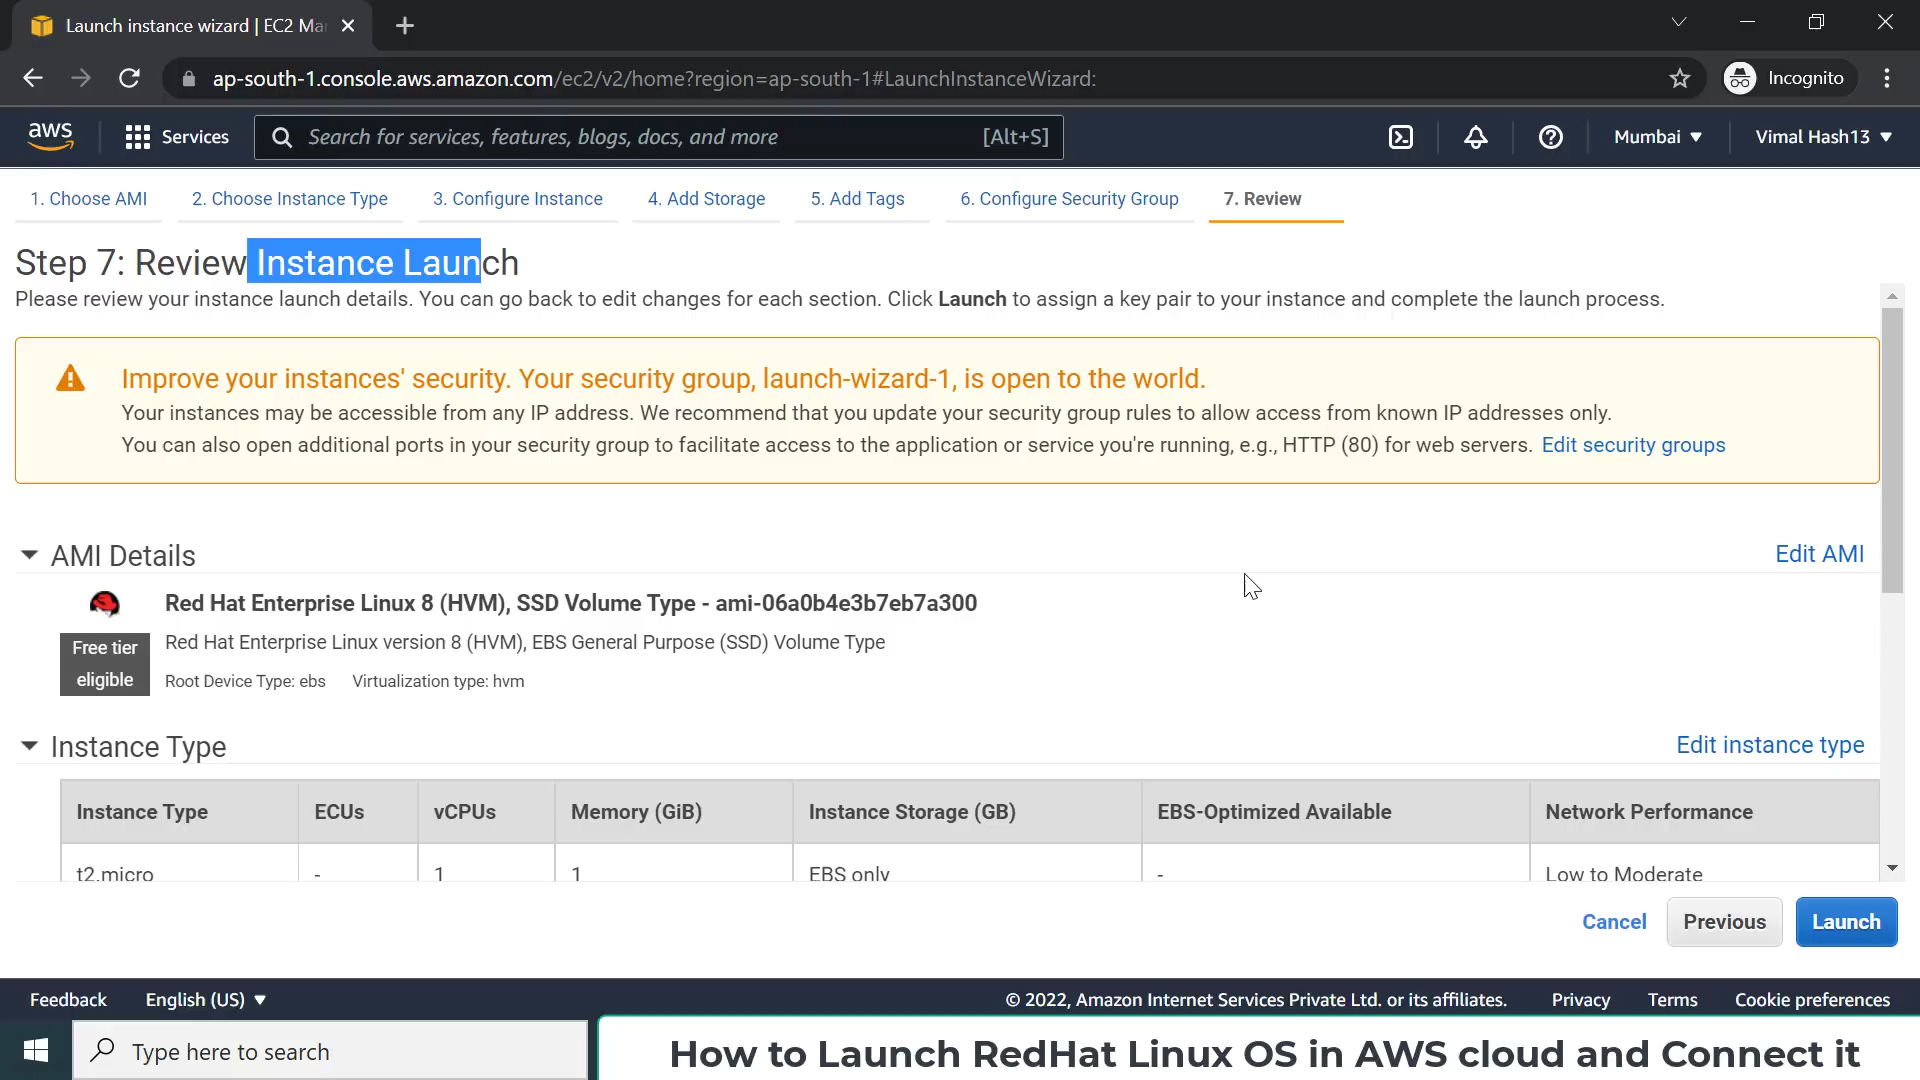 Launch instance wizard | EC2 Ma
ap-south-1.console.aws.amazon.com/ec2/v2/home?region=ap-south-1#LaunchInstanceWizard:
Incognito
aws
Services
Search for services, features, blogs, docs, and more
[Alt+S]
Mumbai
Vimal Hash13
1. Choose AMI
2. Choose Instance Type
3. Configure Instance
4. Add Storage
5. Add Tags
6. Configure Security Group
7. Review
Step 7: Review Instance Launch
Please review your instance launch details. You can go back to edit changes for each section. Click Launch to assign a key pair to your instance and complete the launch process.
Improve your instances' security. Your security group, launch-wizard-1, is open to the world.
Your instances may be accessible from any IP address. We recommend that you update your security group rules to allow access from known IP addresses only.
You can also open additional ports in your security group to facilitate access to the application or service you're running, e.g., HTTP (80) for web servers. Edit security groups
AMI Details
Edit AMI
Red Hat Enterprise Linux 8 (HVM), SSD Volume Type - ami-06a0b4e3b7eb7a300
Free tier eligible
Red Hat Enterprise Linux version 8 (HVM), EBS General Purpose (SSD) Volume Type
Root Device Type: ebs Virtualization type: hvm
Instance Type
Edit instance type
Instance Type ECUs vCPUs Memory (GiB) Instance Storage (GB) EBS-Optimized Available Network Performance
t2.micro - 1 1 EBS only - Low to Moderate
Cancel
Previous
Launch
Feedback
English (US)
© 2022, Amazon Internet Services Private Ltd. or its affiliates.
Privacy
Terms
Cookie preferences
Type here to search
How to Launch RedHat Linux OS in AWS cloud and Connect it